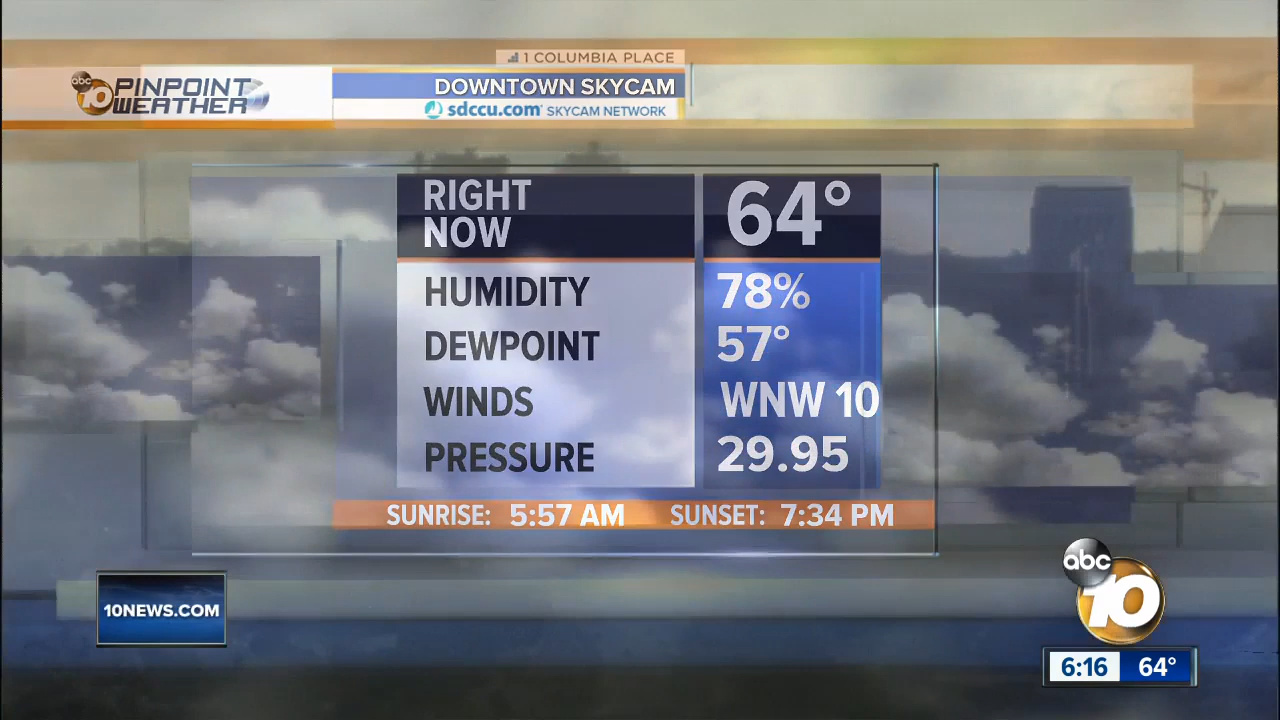 1 COLUMBIA PLACE
abc 10 PINPOINT WEATHER
DOWNTOWN SKYCAM
sdccu.com SKYCAM NETWORK
RIGHT NOW 64°
HUMIDITY 78%
DEWPOINT 57°
WINDS WNW 10
PRESSURE 29.95
SUNRISE: 5:57 AM SUNSET: 7:34 PM
10NEWS.COM
abc 10
6:16 64°